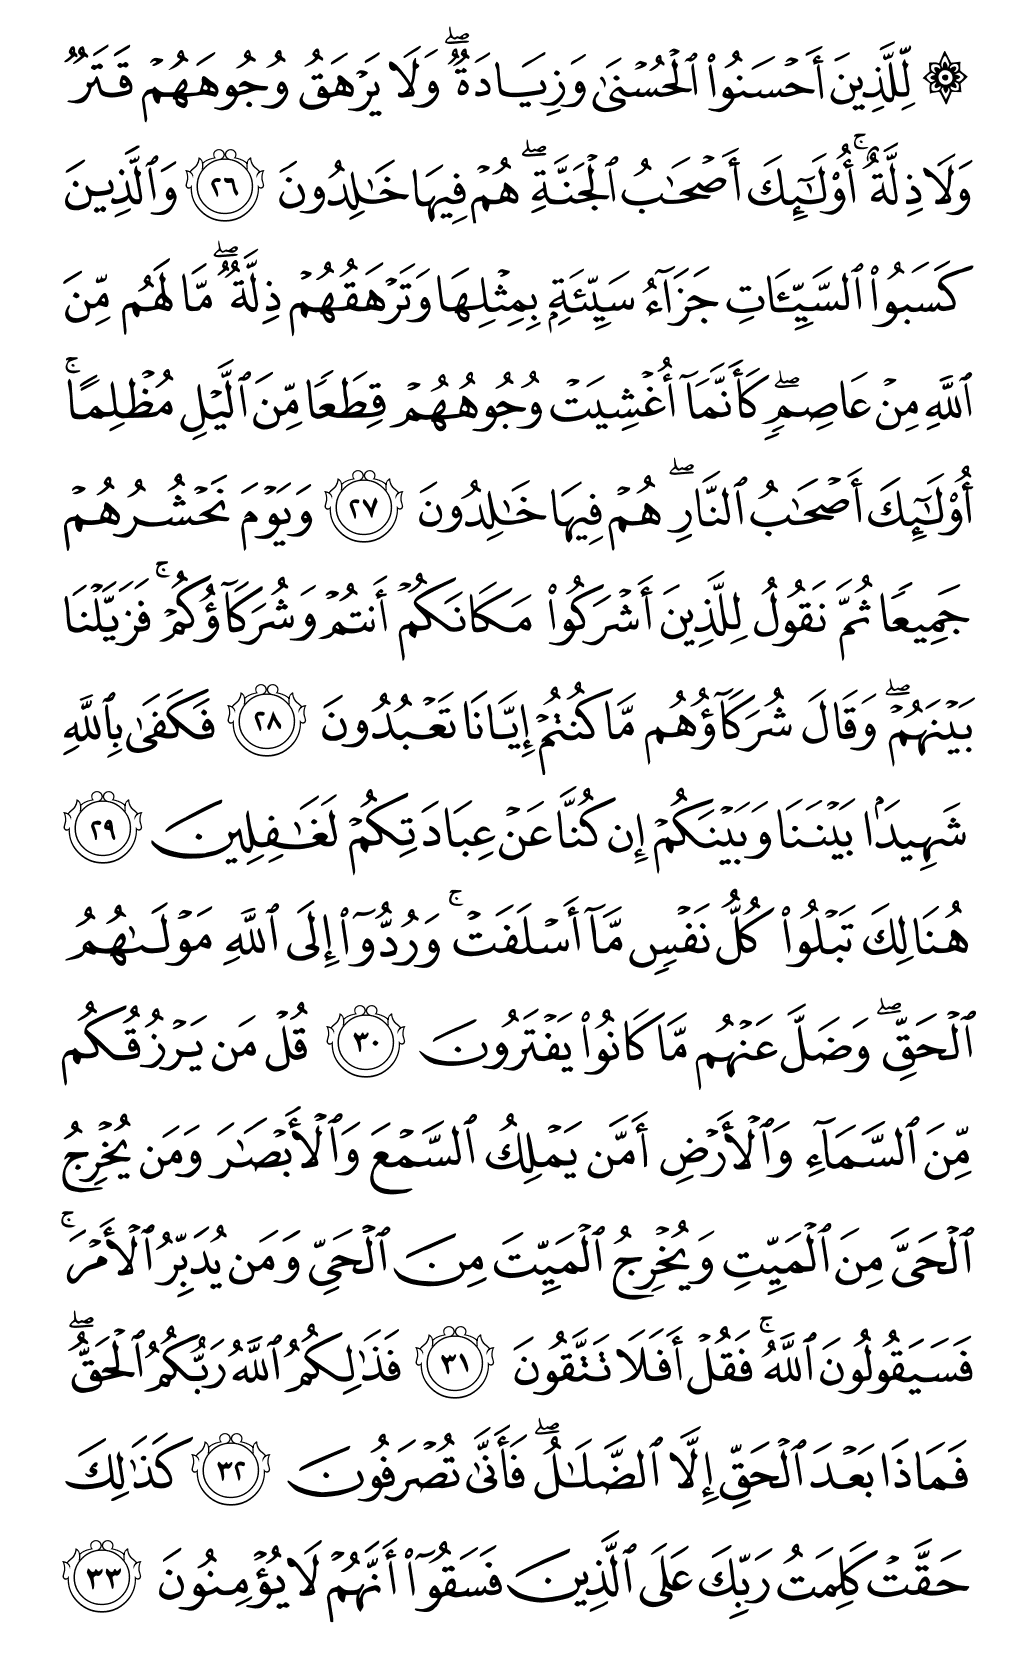 ۞ لِّلَّذِينَ أَحْسَنُوا۟ ٱلْحُسْنَىٰ وَزِيَادَةٌ ۖ وَلَا يَرْهَقُ وُجُوهَهُمْ قَتَرٌ
وَلَا ذِلَّةٌ ۚ أُو۟لَـٰٓئِكَ أَصْحَـٰبُ ٱلْجَنَّةِ ۖ هُمْ فِيهَا خَـٰلِدُونَ ٢٦ وَٱلَّذِينَ
كَسَبُوا۟ ٱلسَّيِّـَٔاتِ جَزَآءُ سَيِّئَةٍۭ بِمِثْلِهَا وَتَرْهَقُهُمْ ذِلَّةٌ ۖ مَّا لَهُم مِّنَ
ٱللَّهِ مِنْ عَاصِمٍ ۖ كَأَنَّمَآ أُغْشِيَتْ وُجُوهُهُمْ قِطَعًا مِّنَ ٱلَّيْلِ مُظْلِمًا ۚ
أُو۟لَـٰٓئِكَ أَصْحَـٰبُ ٱلنَّارِ ۖ هُمْ فِيهَا خَـٰلِدُونَ ٢٧ وَيَوْمَ نَحْشُرُهُمْ
جَمِيعًا ثُمَّ نَقُولُ لِلَّذِينَ أَشْرَكُوا۟ مَكَانَكُمْ أَنتُمْ وَشُرَكَآؤُكُمْ ۚ فَزَيَّلْنَا
بَيْنَهُمْ ۖ وَقَالَ شُرَكَآؤُهُم مَّا كُنتُمْ إِيَّانَا تَعْبُدُونَ ٢٨ فَكَفَىٰ بِٱللَّهِ
شَهِيدًۢا بَيْنَنَا وَبَيْنَكُمْ إِن كُنَّا عَنْ عِبَادَتِكُمْ لَغَـٰفِلِينَ ٢٩
هُنَالِكَ تَبْلُوا۟ كُلُّ نَفْسٍ مَّآ أَسْلَفَتْ ۚ وَرُدُّوٓا۟ إِلَى ٱللَّهِ مَوْلَىٰهُمُ
ٱلْحَقِّ ۖ وَضَلَّ عَنْهُم مَّا كَانُوا۟ يَفْتَرُونَ ٣٠ قُلْ مَن يَرْزُقُكُم
مِّنَ ٱلسَّمَآءِ وَٱلْأَرْضِ أَمَّن يَمْلِكُ ٱلسَّمْعَ وَٱلْأَبْصَـٰرَ وَمَن يُخْرِجُ
ٱلْحَىَّ مِنَ ٱلْمَيِّتِ وَيُخْرِجُ ٱلْمَيِّتَ مِنَ ٱلْحَىِّ وَمَن يُدَبِّرُ ٱلْأَمْرَ ۚ
فَسَيَقُولُونَ ٱللَّهُ ۚ فَقُلْ أَفَلَا تَتَّقُونَ ٣١ فَذَٰلِكُمُ ٱللَّهُ رَبُّكُمُ ٱلْحَقُّ ۖ
فَمَاذَا بَعْدَ ٱلْحَقِّ إِلَّا ٱلضَّلَـٰلُ ۖ فَأَنَّىٰ تُصْرَفُونَ ٣٢ كَذَٰلِكَ
حَقَّتْ كَلِمَتُ رَبِّكَ عَلَى ٱلَّذِينَ فَسَقُوٓا۟ أَنَّهُمْ لَا يُؤْمِنُونَ ٣٣